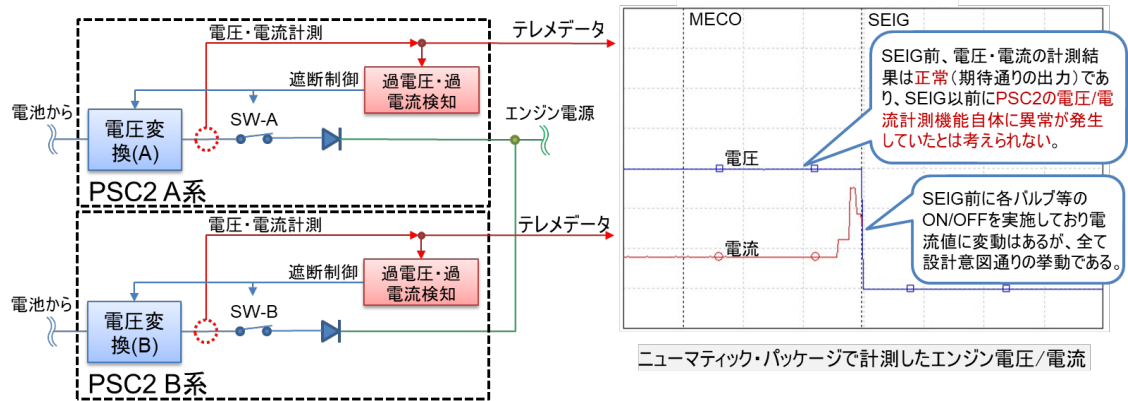 電圧・電流計測
テレメデータ
遮断制御
過電圧・過
電流検知
電池から
電圧変
換(A)
SW-A
エンジン電源
PSC2 A系
電圧・電流計測
テレメデータ
遮断制御
過電圧・過
電流検知
電池から
電圧変
換(B)
SW-B
PSC2 B系
MECO
SEIG
SEIG前、電圧・電流の計測結
果は正常(期待通りの出力)であ
り、SEIG以前にPSC2の電圧/電
流計測機能自体に異常が発生
していたとは考えられない。
電圧
SEIG前に各バルブ等の
ON/OFFを実施しており電
流値に変動はあるが、全て
設計意図通りの挙動である。
電流
ニューマティック・パッケージで計測したエンジン電圧/電流